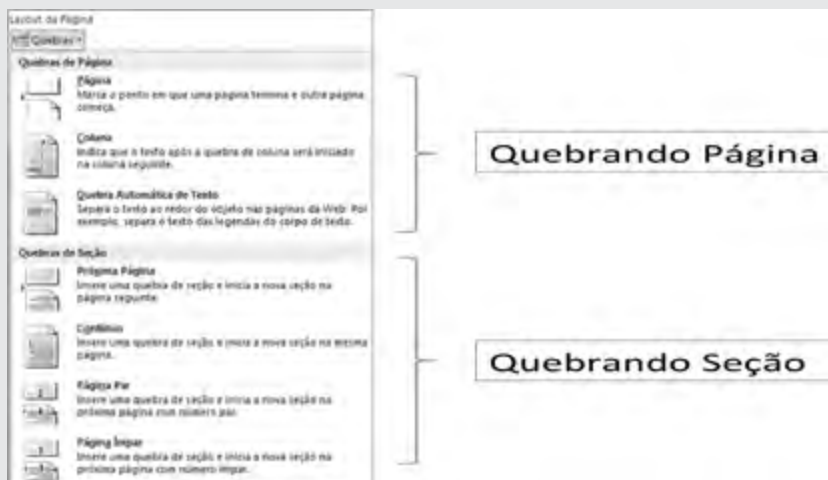 Layout da Página
Quebras
Quebras de Página
Página
Marca o ponto em que uma página termina e outra página
começa.
Coluna
Indica que o texto após a quebra de coluna será iniciado
na coluna seguinte.
Quebra Automática de Texto
Separa o texto ao redor do objeto nas páginas da Web. Por
exemplo, separa o texto das legendas do corpo de texto.
Quebrando Página
Quebras de Seção
Próxima Página
Insere uma quebra de seção e inicia a nova seção na
página seguinte.
Contínuo
Insere uma quebra de seção e inicia a nova seção na mesma
página.
Página Par
Insere uma quebra de seção e inicia a nova seção na
próxima página com número par.
Página Ímpar
Insere uma quebra de seção e inicia a nova seção na
próxima página com número ímpar.
Quebrando Seção